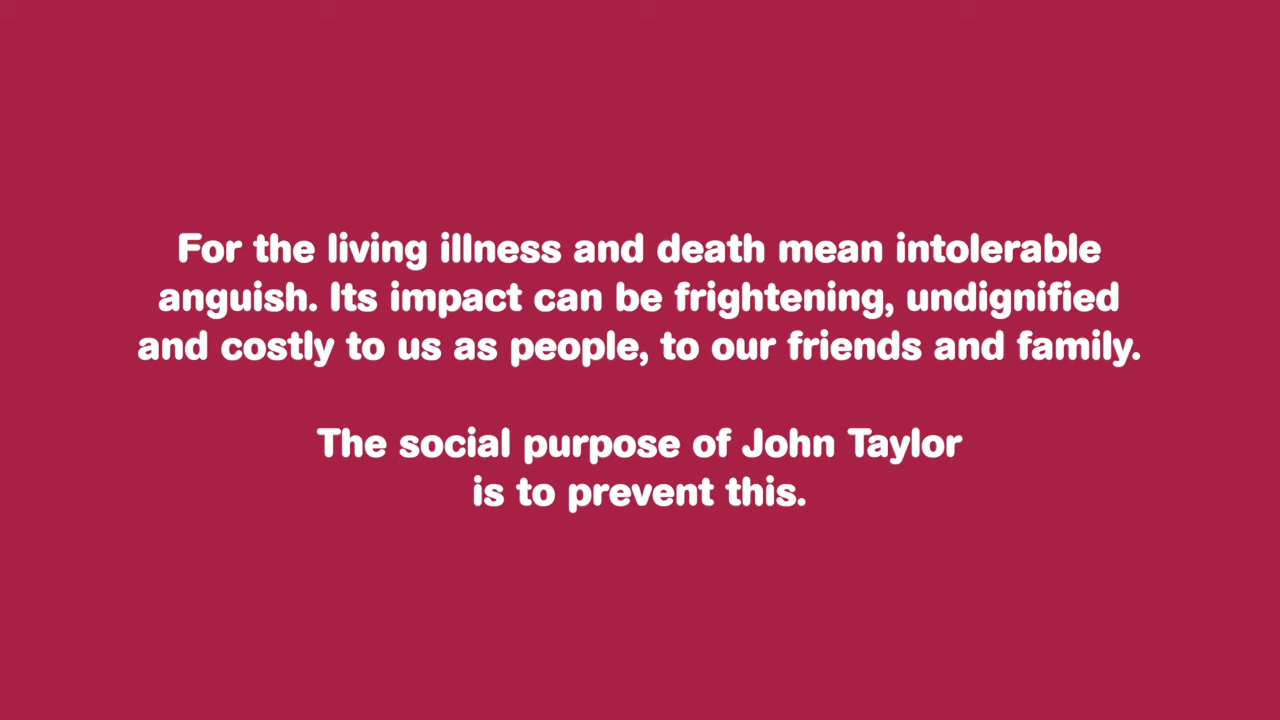 For the living illness and death mean intolerable
anguish. Its impact can be frightening, undignified
and costly to us as people, to our friends and family.
The social purpose of John Taylor
is to prevent this.